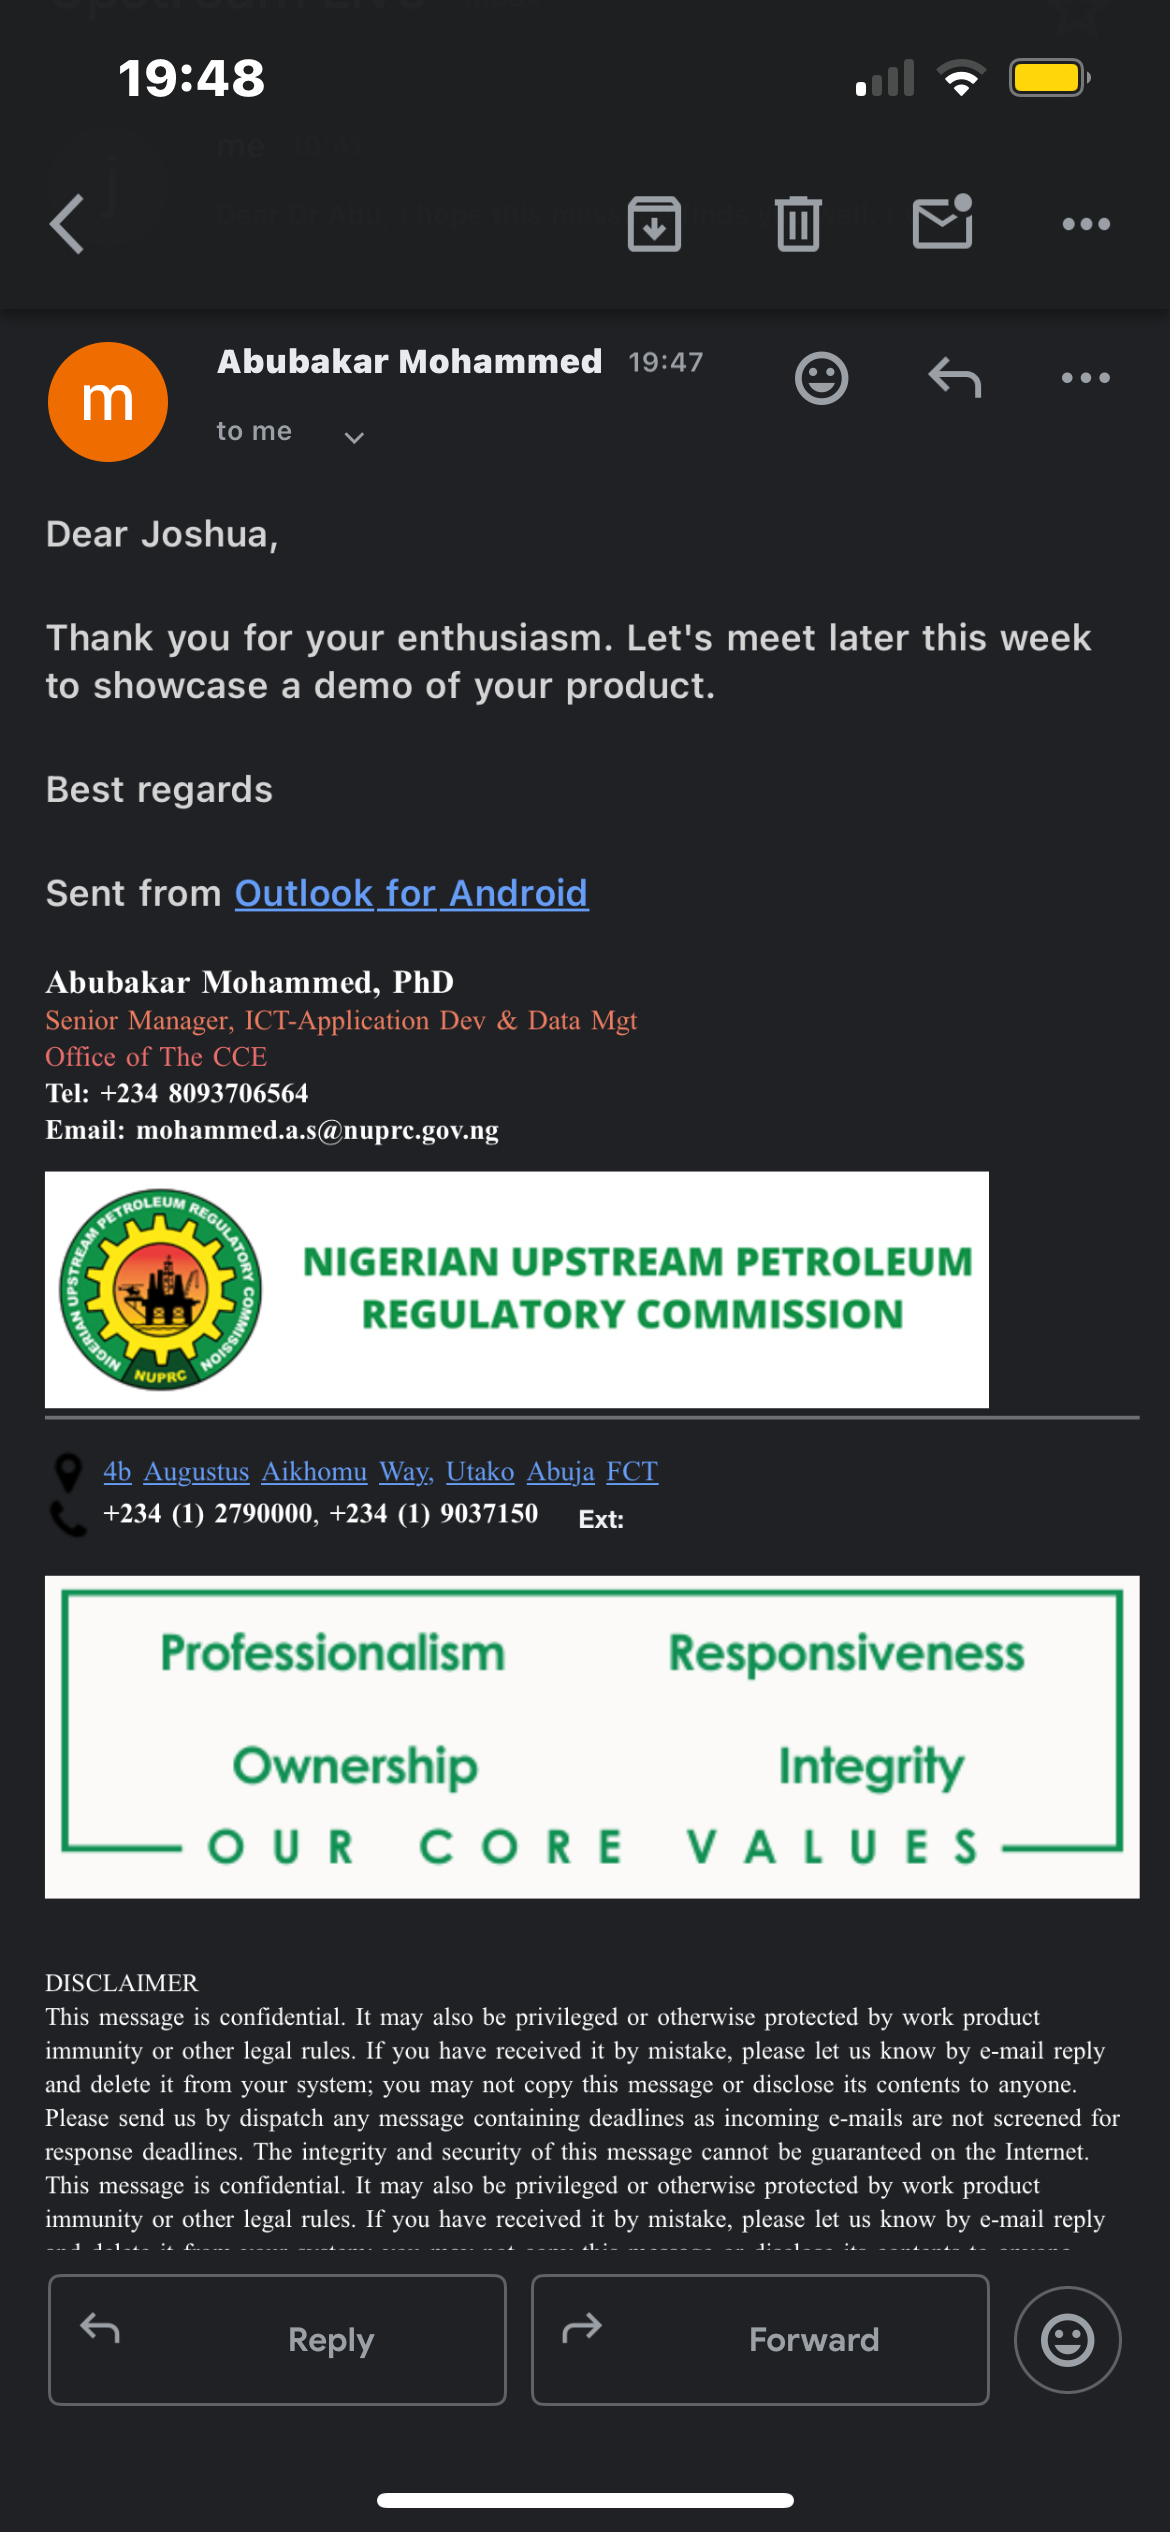 19:48
me 19:41
j
m
Abubakar Mohammed 19:47
to me
Dear Joshua,
Thank you for your enthusiasm. Let's meet later this week
to showcase a demo of your product.
Best regards
Sent from Outlook for Android
Abubakar Mohammed, PhD
Senior Manager, ICT-Application Dev & Data Mgt
Office of The CCE
Tel: +234 8093706564
Email: mohammed.a.s@nuprc.gov.ng
NIGERIAN UPSTREAM PETROLEUM REGULATORY COMMISSION
NUPRC
NIGERIAN UPSTREAM PETROLEUM
REGULATORY COMMISSION
4b Augustus Aikhomu Way, Utako Abuja FCT
+234 (1) 2790000, +234 (1) 9037150 Ext:
Professionalism Responsiveness
Ownership Integrity
OUR CORE VALUES
DISCLAIMER
This message is confidential. It may also be privileged or otherwise protected by work product
immunity or other legal rules. If you have received it by mistake, please let us know by e-mail reply
and delete it from your system; you may not copy this message or disclose its contents to anyone.
Please send us by dispatch any message containing deadlines as incoming e-mails are not screened for
response deadlines. The integrity and security of this message cannot be guaranteed on the Internet.
This message is confidential. It may also be privileged or otherwise protected by work product
immunity or other legal rules. If you have received it by mistake, please let us know by e-mail reply
Reply Forward